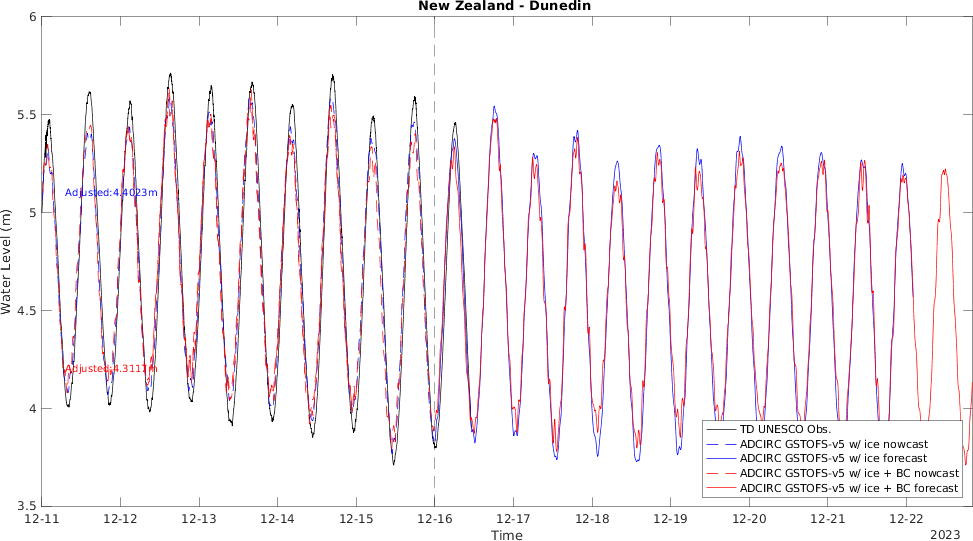 New Zealand - Dunedin
6
5.5
5
4.5
4
3.5
Water Level (m)
Adjusted:4.4023m
Adjusted:4.3117m
TD UNESCO Obs.
ADCIRC GSTOFS-v5 w/ ice nowcast
ADCIRC GSTOFS-v5 w/ ice forecast
ADCIRC GSTOFS-v5 w/ ice + BC nowcast
ADCIRC GSTOFS-v5 w/ ice + BC forecast
12-11 12-12 12-13 12-14 12-15 12-16 12-17 12-18 12-19 12-20 12-21 12-22
Time
2023